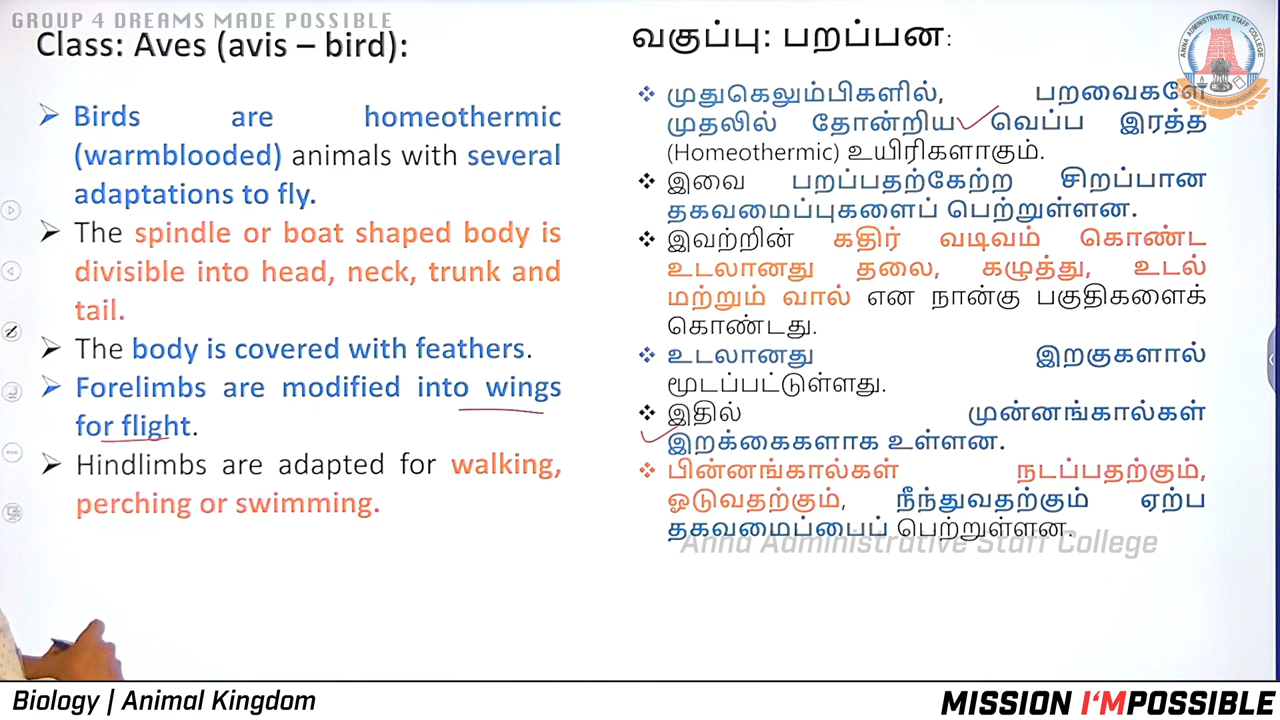 GROUP 4 DREAMS MADE POSSIBLE
Class: Aves (avis – bird):
➤ Birds are homeothermic
(warmblooded) animals with several
adaptations to fly.
➤ The spindle or boat shaped body is
divisible into head, neck, trunk and
tail.
➤ The body is covered with feathers.
➤ Forelimbs are modified into wings
for flight.
➤ Hindlimbs are adapted for walking,
perching or swimming.
வகுப்பு: பறப்பன:
❖ முதுகெலும்பிகளில், பறவைகளே
முதலில் தோன்றிய வெப்ப இரத்த
(Homeothermic) உயிரிகளாகும்.
❖ இவை பறப்பதற்கேற்ற சிறப்பான
தகவமைப்புகளைப் பெற்றுள்ளன.
❖ இவற்றின் கதிர் வடிவம் கொண்ட
உடலானது தலை, கழுத்து, உடல்
மற்றும் வால் என நான்கு பகுதிகளைக்
கொண்டது.
❖ உடலானது இறகுகளால்
மூடப்பட்டுள்ளது.
❖ இதில் முன்னங்கால்கள்
இறக்கைகளாக உள்ளன.
❖ பின்னங்கால்கள் நடப்பதற்கும்,
ஓடுவதற்கும், நீந்துவதற்கும் ஏற்ப
தகவமைப்பைப் பெற்றுள்ளன.
Anna Administrative Staff College
ANNA ADMINISTRATIVE STAFF COLLEGE
Biology | Animal Kingdom
MISSION I'MPOSSIBLE